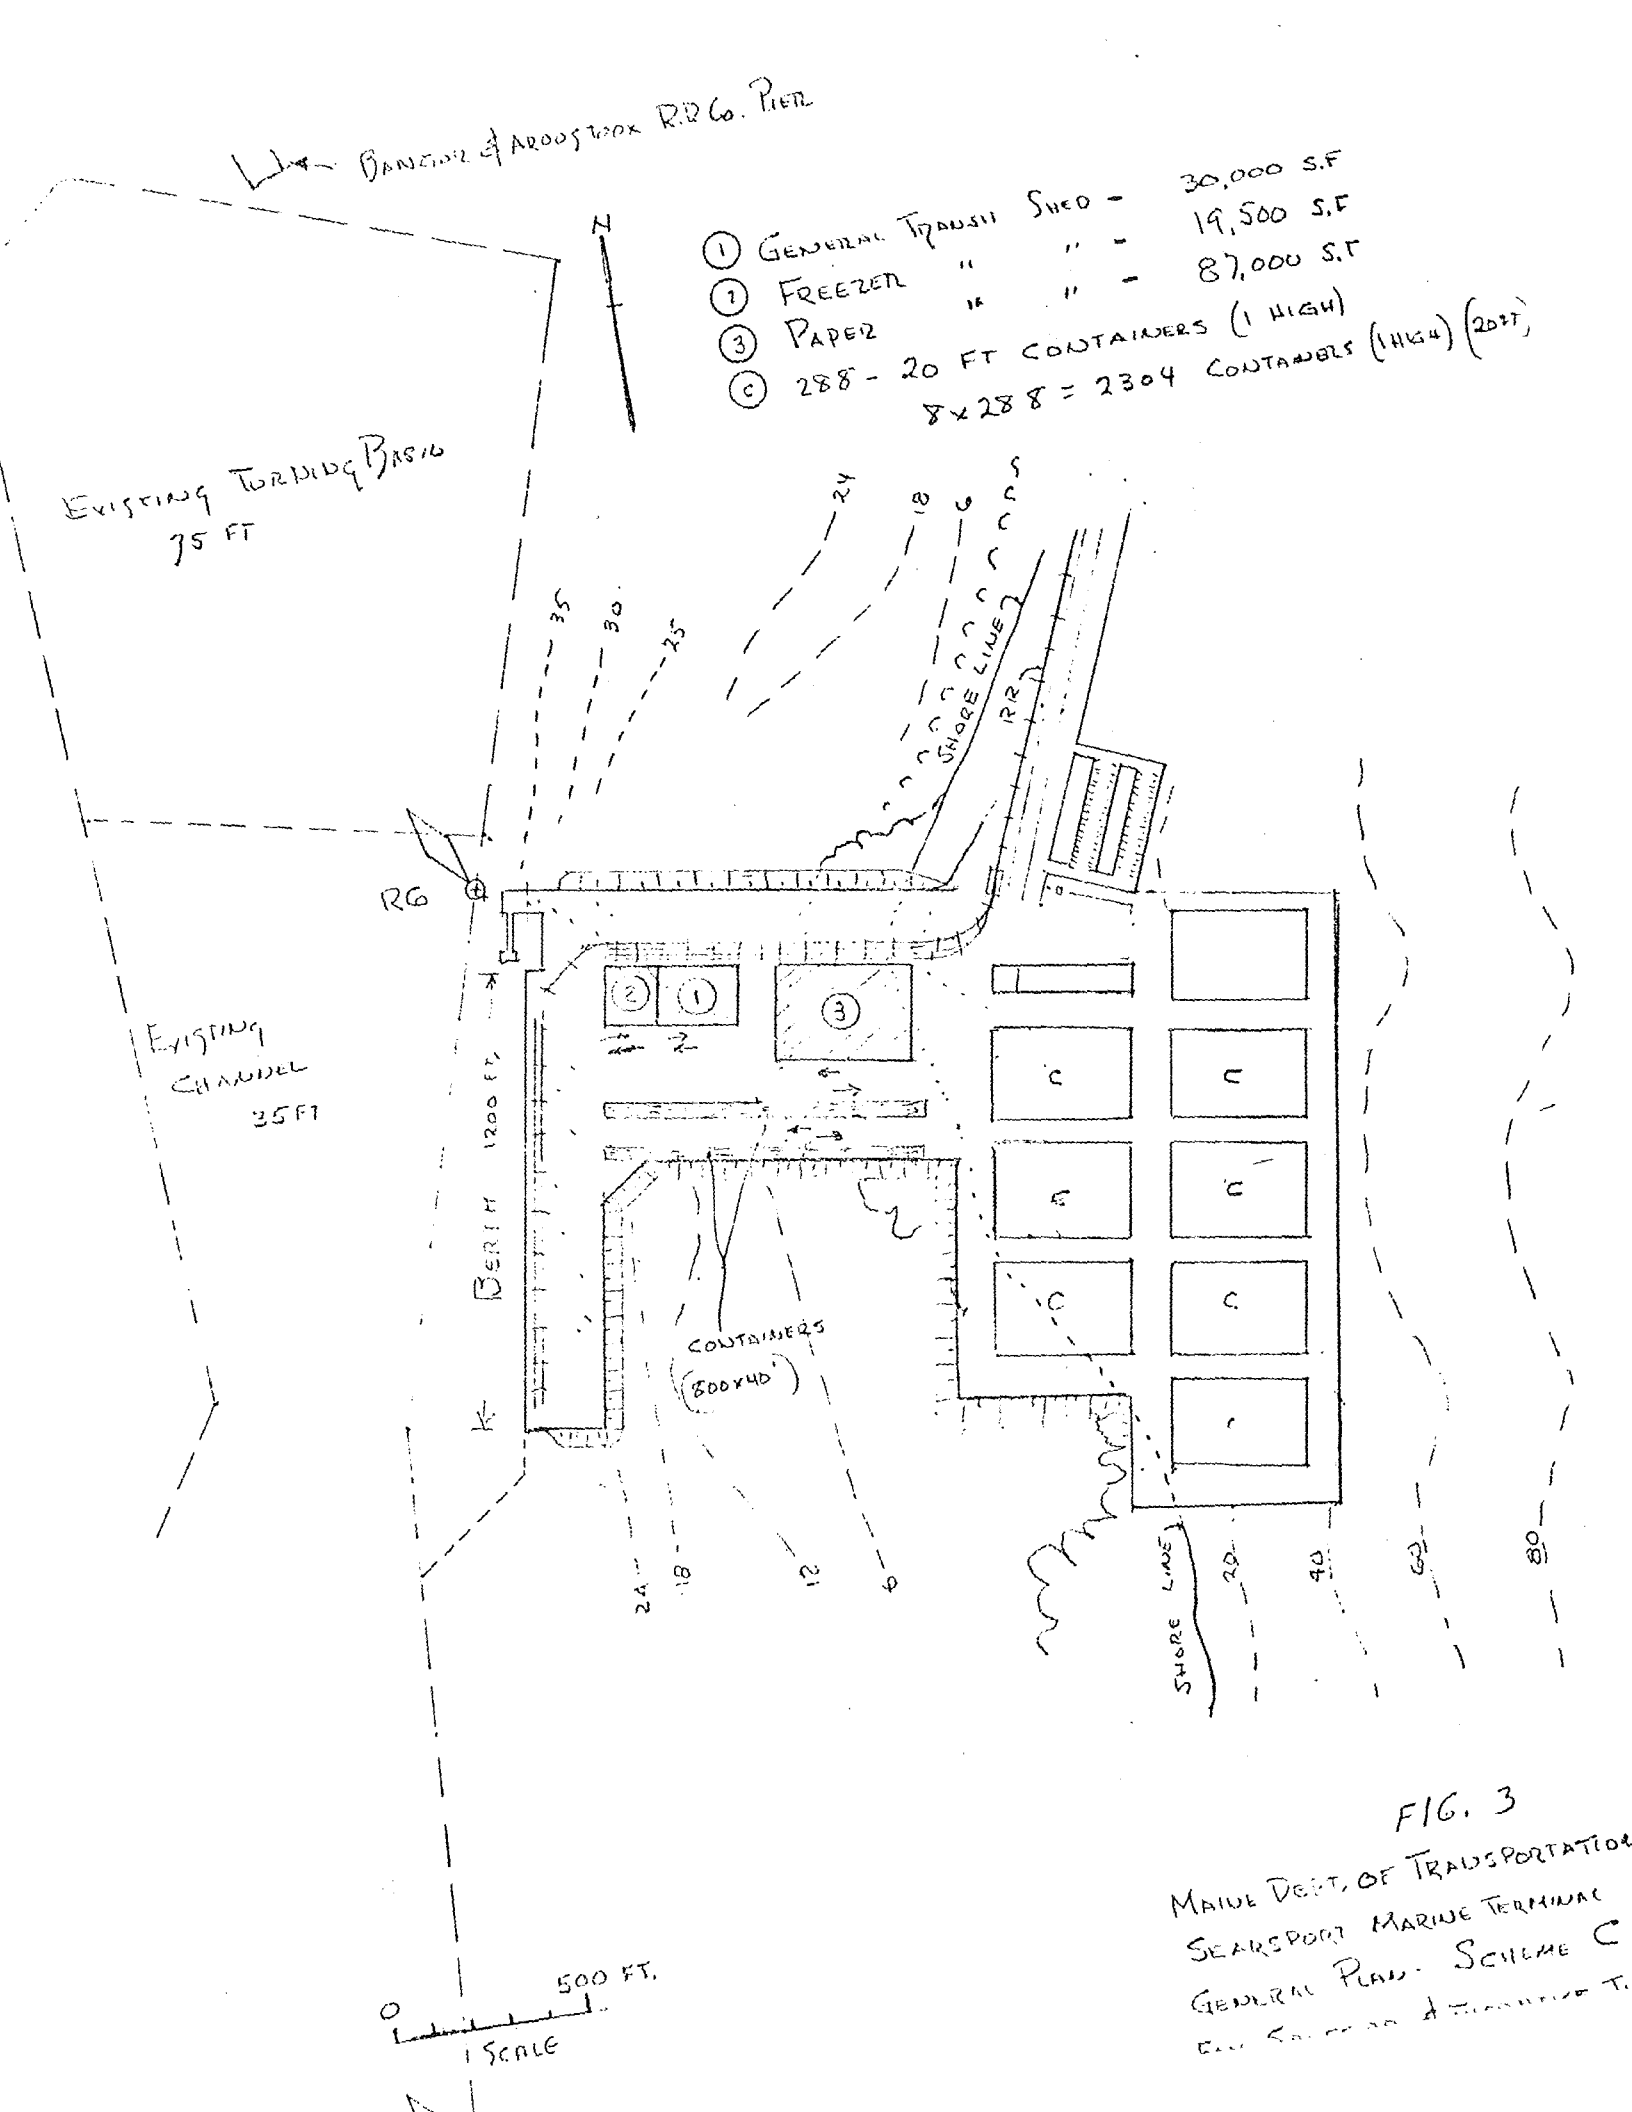 BANGOR & AROOSTOOK R.R Co. PIER
N
① GENERAL TRANSIT SHED - 30,000 S.F
② FREEZER " " - 19,500 S.F
③ PAPER " " - 87,000 S.F
Ⓒ 288 - 20 FT CONTAINERS (1 HIGH)
8 x 288 = 2304 CONTAINERS (1 HIGH) (20 FT)
EXISTING TURNING BASIN
35 FT
24
18
6
35
30
25
SHORE LINE
RR
RG
EXISTING
CHANNEL
35 FT
BERTH 1200 FT.
2
1
3
C
C
C
C
C
C
CONTAINERS
(800x40')
24
18
12
6
SHORE LINE
20
40
60
80
FIG. 3
MAINE DEPT. OF TRANSPORTATION
SEARSPORT MARINE TERMINAL
GENERAL PLAN - SCHEME C
0
500 FT.
SCALE